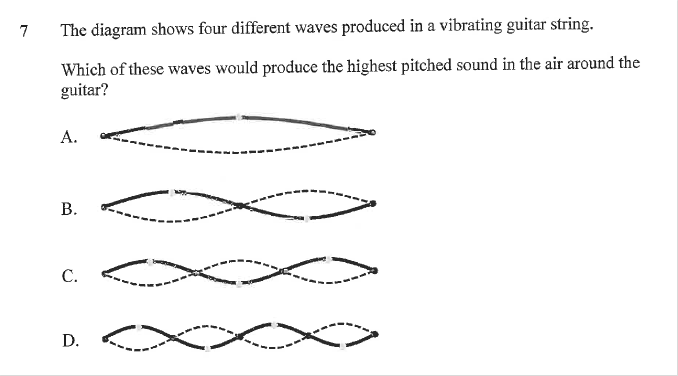 7 The diagram shows four different waves produced in a vibrating guitar string.
Which of these waves would produce the highest pitched sound in the air around the
guitar?
A.
B.
C.
D.